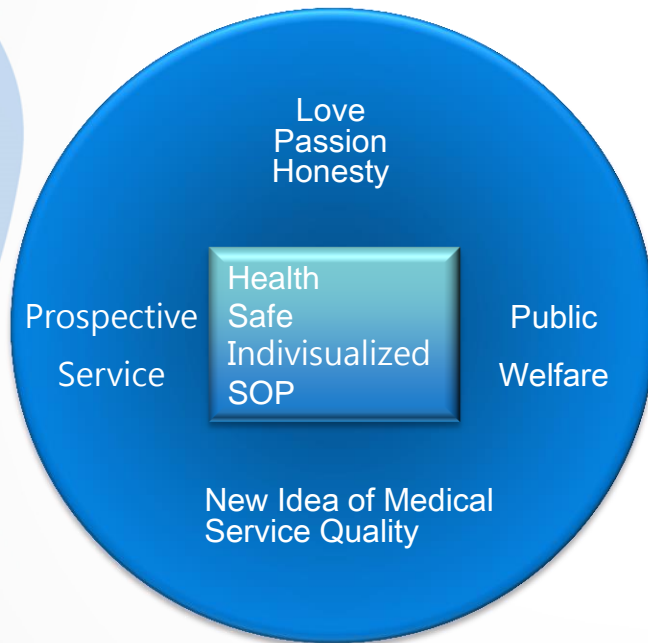 Love
Passion
Honesty
Health
Safe
Indivisualized
SOP
Prospective
Service
Public
Welfare
New Idea of Medical
Service Quality